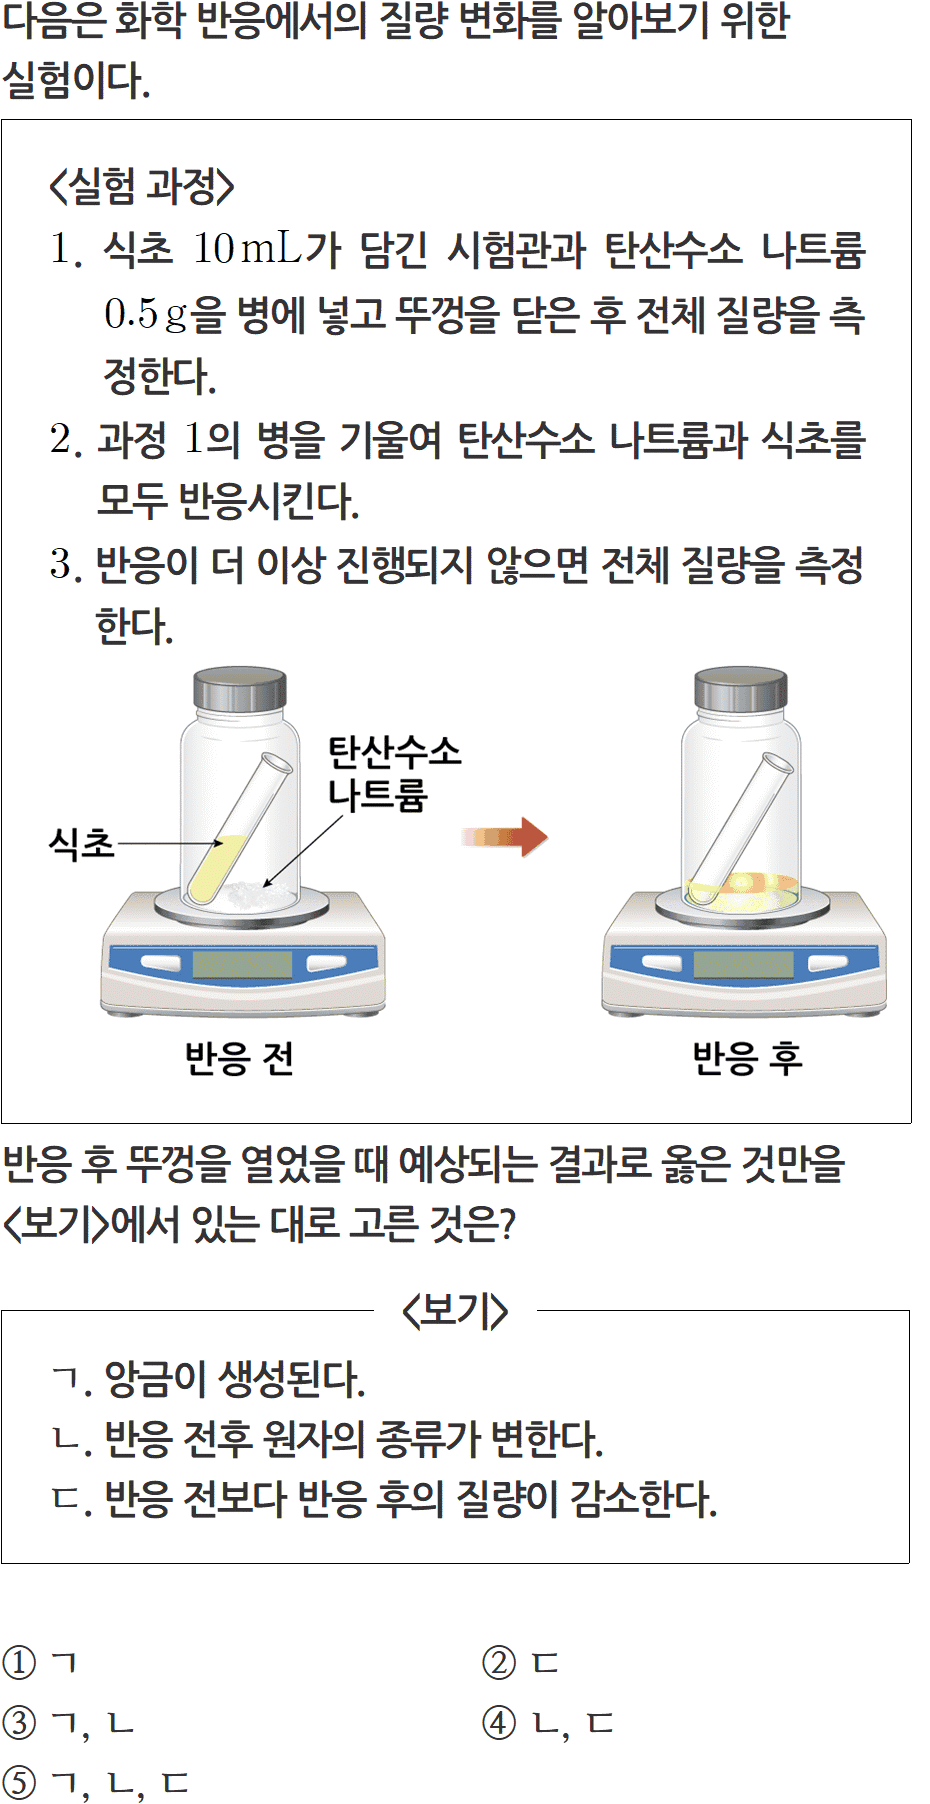 다음은 화학 반응에서의 질량 변화를 알아보기 위한
실험이다.
<실험 과정>
1. 식초 10 mL가 담긴 시험관과 탄산수소 나트륨
0.5 g을 병에 넣고 뚜껑을 닫은 후 전체 질량을 측
정한다.
2. 과정 1의 병을 기울여 탄산수소 나트륨과 식초를
모두 반응시킨다.
3. 반응이 더 이상 진행되지 않으면 전체 질량을 측정
한다.
탄산수소
나트륨
식초
반응 전
반응 후
반응 후 뚜껑을 열었을 때 예상되는 결과로 옳은 것만을
<보기>에서 있는 대로 고른 것은?
<보기>
ㄱ. 앙금이 생성된다.
ㄴ. 반응 전후 원자의 종류가 변한다.
ㄷ. 반응 전보다 반응 후의 질량이 감소한다.
① ㄱ ② ㄷ
③ ㄱ, ㄴ ④ ㄴ, ㄷ
⑤ ㄱ, ㄴ, ㄷ